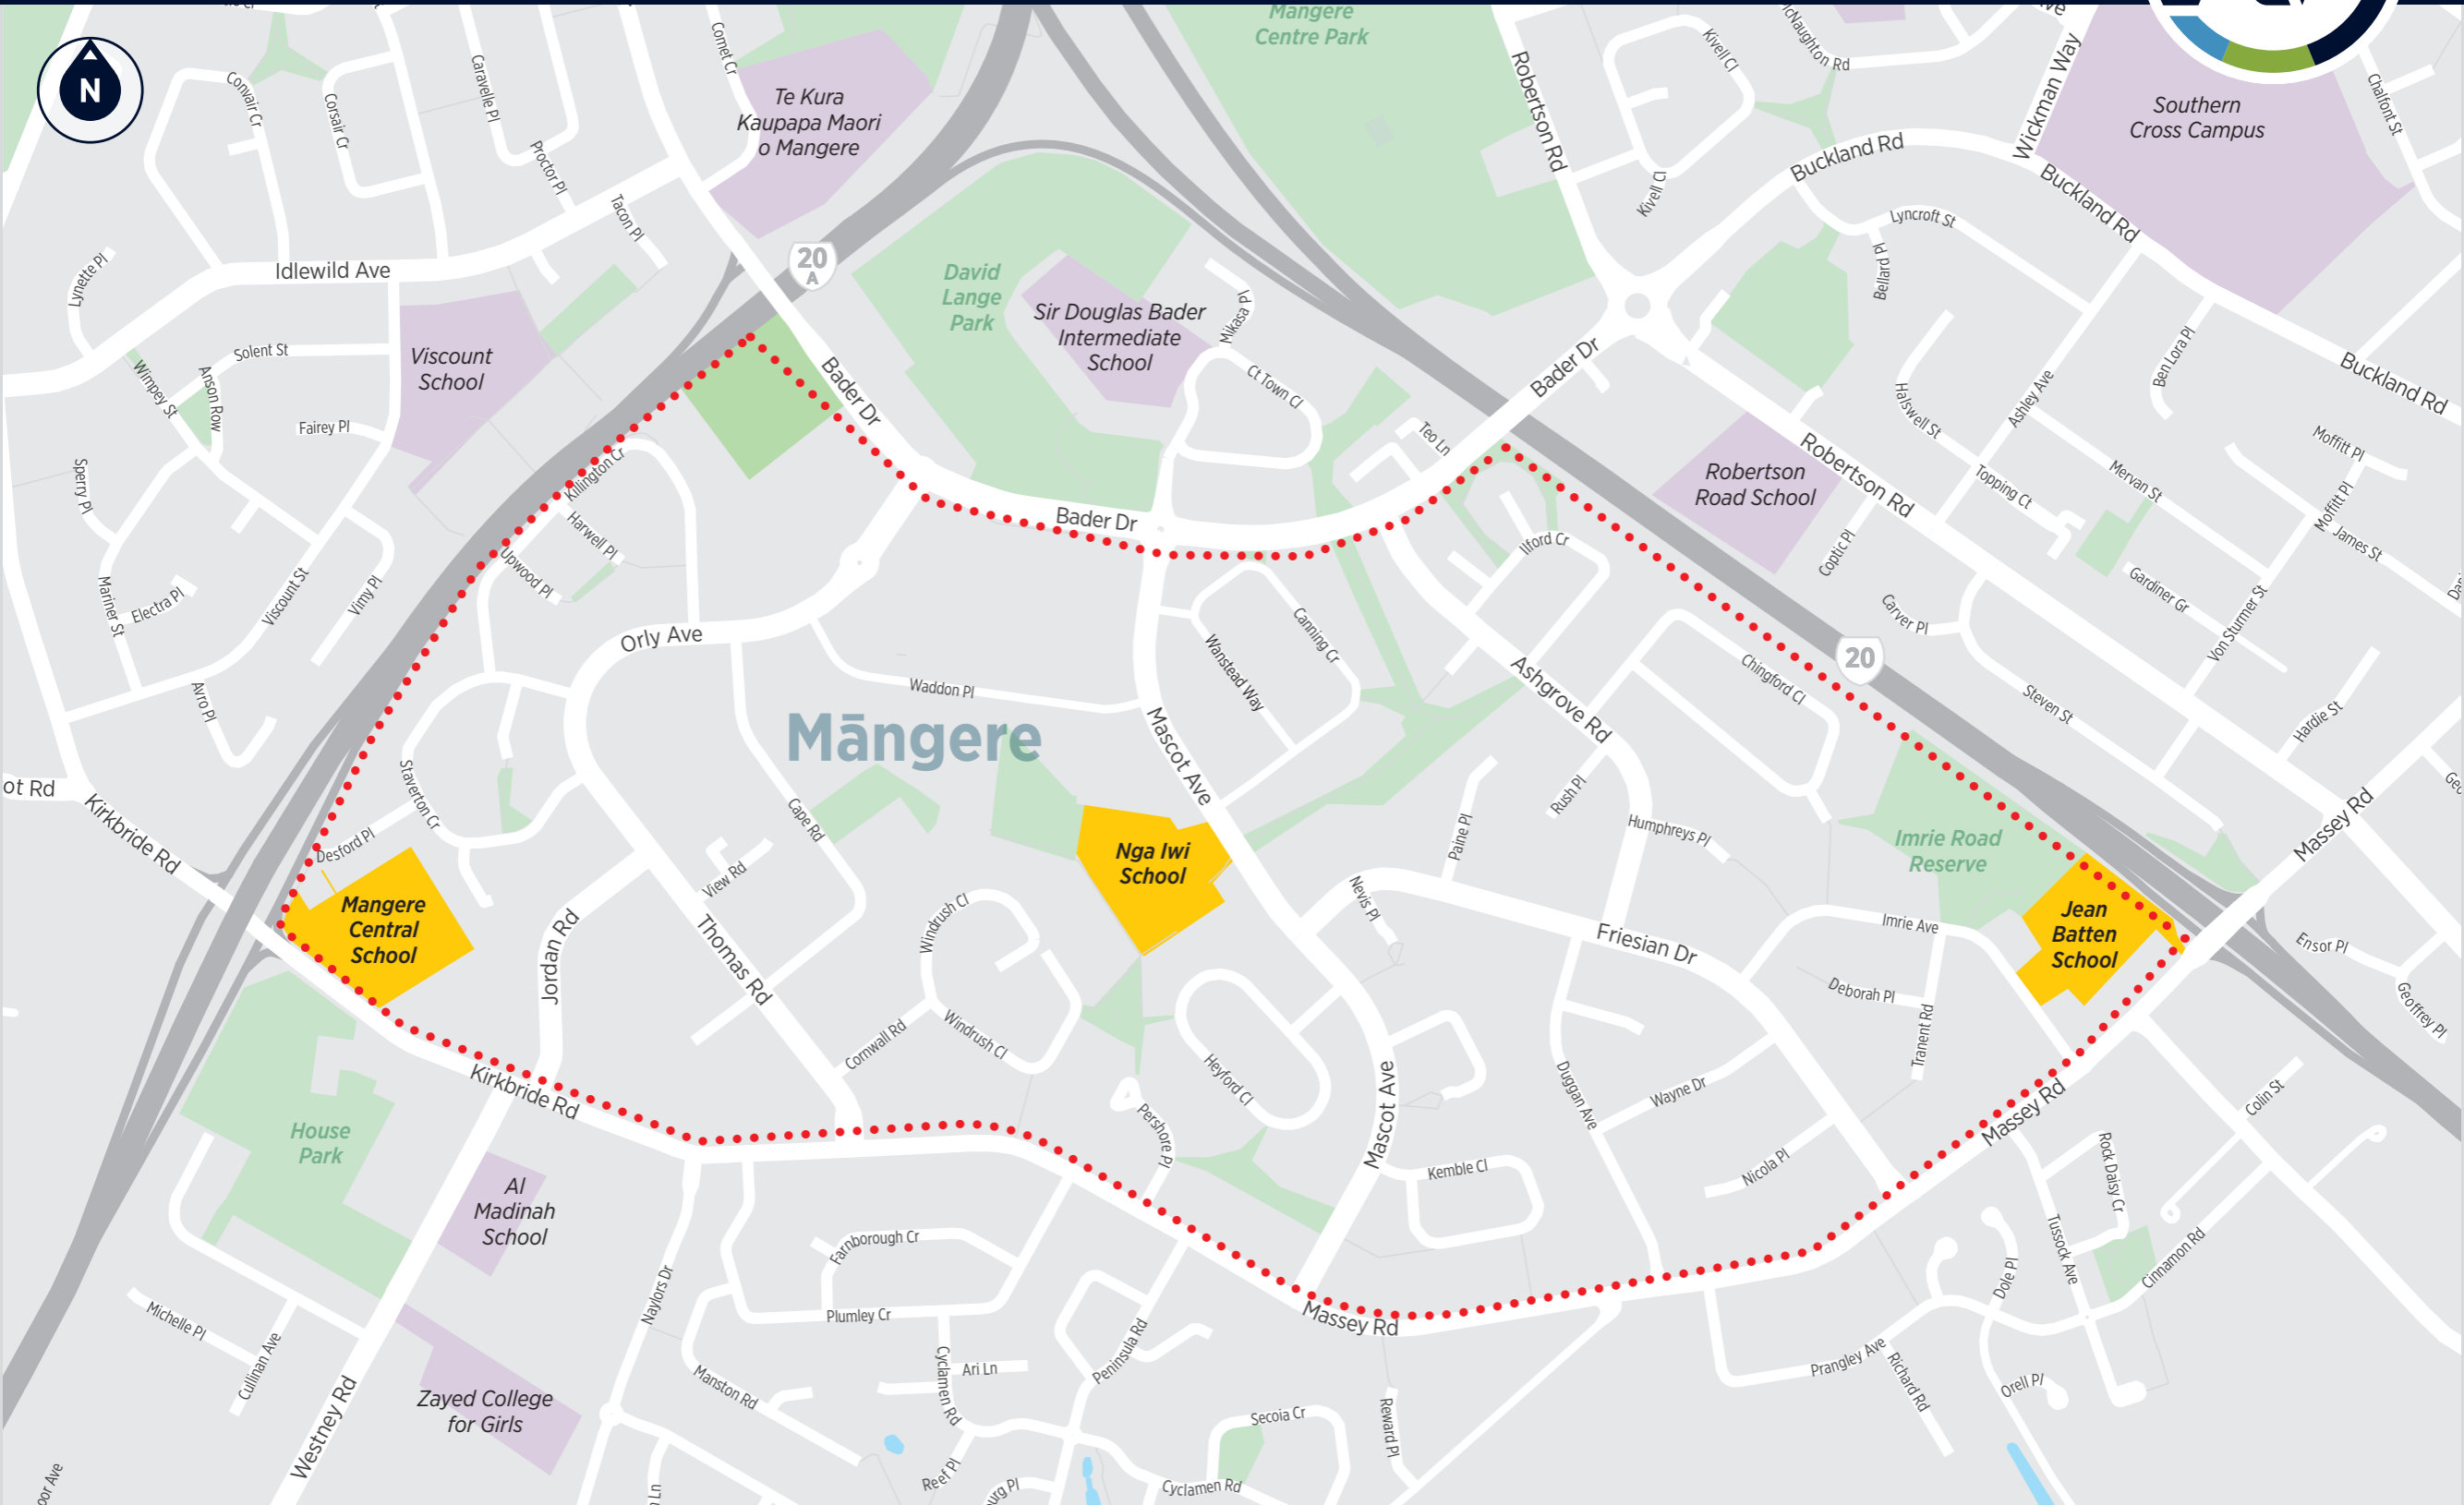 N
Mangere
Centre Park
Te Kura
Kaupapa Maori
o Mangere
Southern
Cross Campus
Comet Cr
Caravelle Pl
Convair Cr
Corsair Cr
Proctor Pl
Tacon Pl
Robertson Rd
Kivell Cl
Kivell Cl
Wickman Way
Chalfont St
Buckland Rd
Buckland Rd
Lyncroft St
Bellard Pl
Lynette Pl
Idlewild Ave
20
A
David
Lange
Park
Sir Douglas Bader
Intermediate
School
Mikasa Pl
Viscount
School
Solent St
Wimpey St
Anson Row
Fairey Pl
Bader Dr
Bader Dr
Ct Town Cl
Teo Ln
Ben Lora Pl
Buckland Rd
Halswell St
Ashley Ave
Robertson
Road School
Robertson Rd
Topping Ct
Mervan St
Moffitt Pl
Moffitt Pl
James St
Sperry Pl
Killington Cr
Harwell Pl
Upwood Pl
Bader Dr
Ilford Cr
Coptic Pl
Gardiner Gr
Carver Pl
Von Sturmer St
Mariner St
Electra Pl
Viscount St
Vimy Pl
Orly Ave
Canning Cr
Wanstead Way
20
Chingford Cl
Ashgrove Rd
Steven St
Hardie St
Avro Pl
Waddon Pl
Māngere
Mascot Ave
ot Rd
Kirkbride Rd
Staverton Cr
Desford Pl
Cape Rd
Rush Pl
Paine Pl
Humphreys Pl
Massey Rd
Imrie Road
Reserve
Nga Iwi
School
View Rd
Nevis Pl
Mangere
Central
School
Jordan Rd
Thomas Rd
Windrush Cl
Friesian Dr
Imrie Ave
Jean
Batten
School
Ensor Pl
Deborah Pl
Geoffrey Pl
Tranent Rd
Cornwall Rd
Windrush Cl
Heyford Cl
Mascot Ave
Duggan Ave
Wayne Dr
Kirkbride Rd
Pershore Pl
Massey Rd
Colin St
House
Park
Al
Madinah
School
Kemble Cl
Nicola Pl
Rock Daisy Cr
Tussock Ave
Farnborough Cr
Naylors Dr
Plumley Cr
Massey Rd
Dole Pl
Cinnamon Rd
Michelle Pl
Cullinan Ave
Peninsula Rd
Ari Ln
Cyclamen Rd
Manston Rd
Prangley Ave
Richard Rd
Orell Pl
Zayed College
for Girls
Westney Rd
Secoia Cr
Reward Pl
Reef Pl
Cyclamen Rd